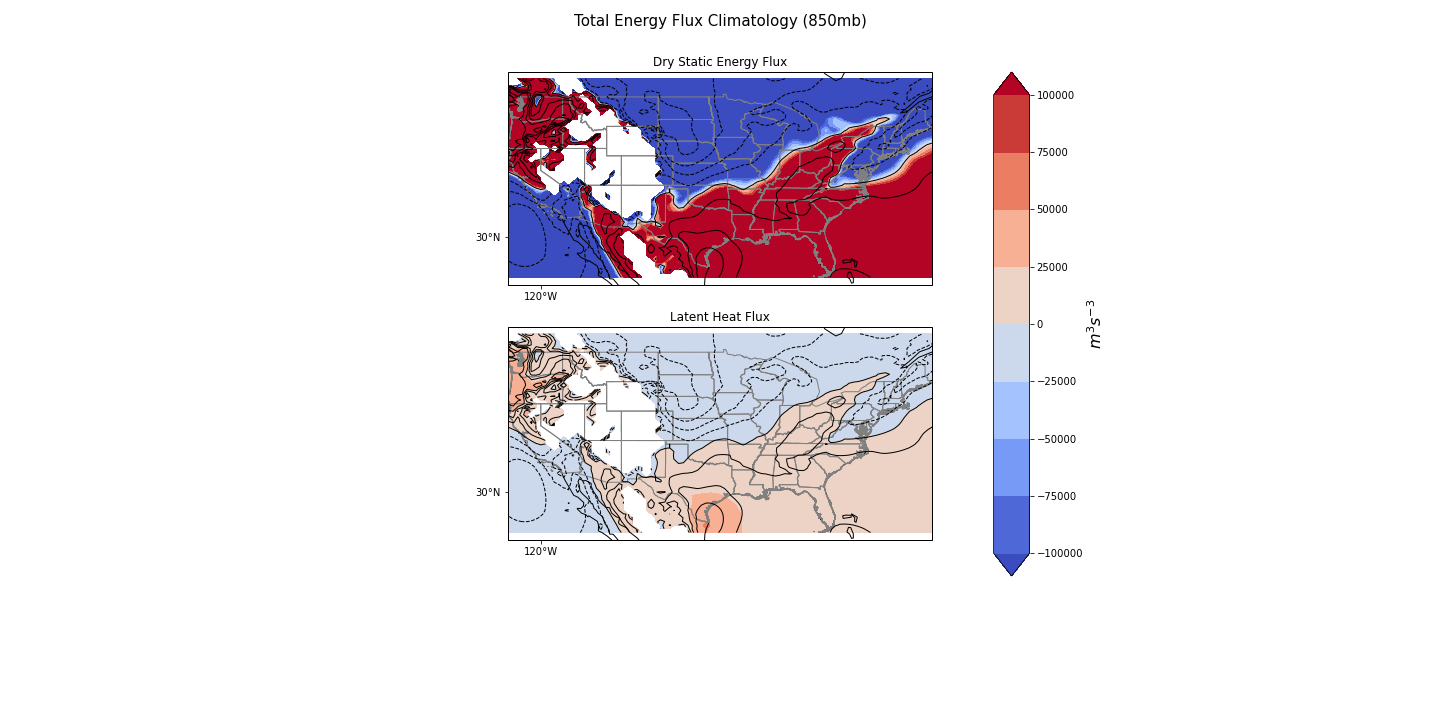 Total Energy Flux Climatology (850mb)
Dry Static Energy Flux
30°N
120°W
Latent Heat Flux
30°N
120°W
100000
75000
50000
25000
0
−25000
−50000
−75000
−100000
m³s⁻³